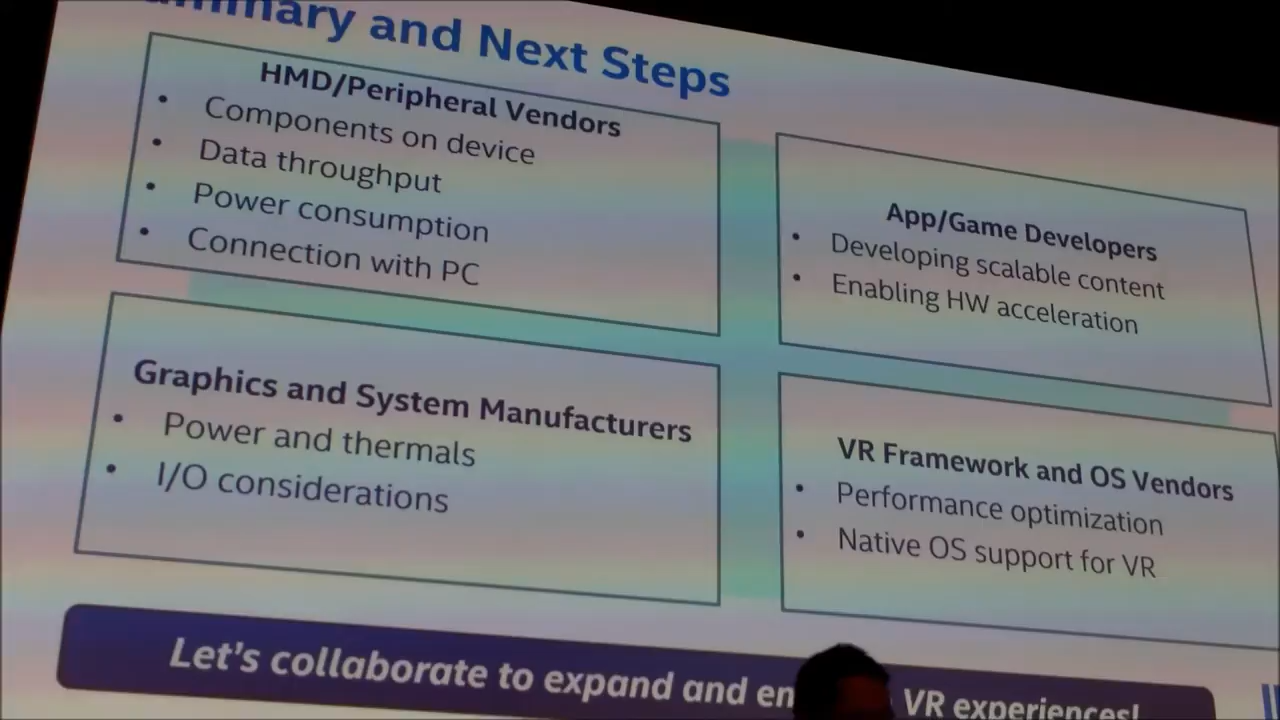 and Next Steps
HMD/Peripheral Vendors
• Components on device
• Data throughput
• Power consumption
• Connection with PC
App/Game Developers
• Developing scalable content
• Enabling HW acceleration
Graphics and System Manufacturers
• Power and thermals
• I/O considerations
VR Framework and OS Vendors
• Performance optimization
• Native OS support for VR
Let's collaborate to expand and VR experiences!